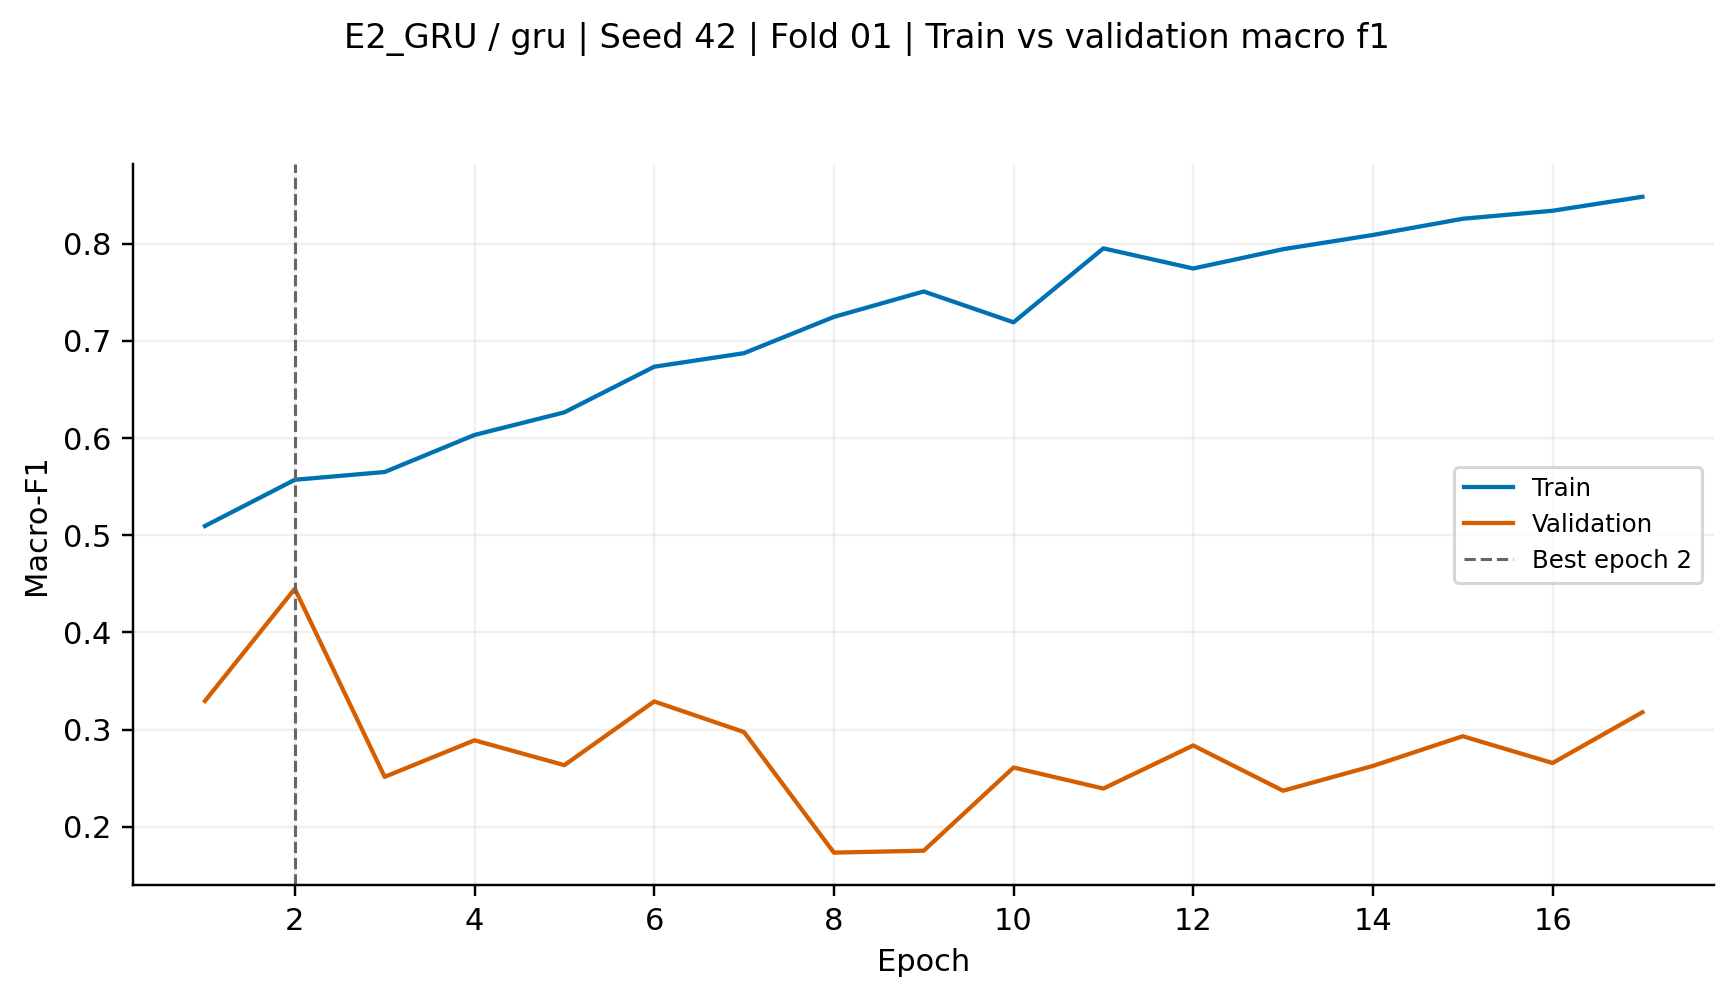 E2_GRU / gru | Seed 42 | Fold 01 | Train vs validation macro f1
Macro-F1
0.8
0.7
0.6
0.5
0.4
0.3
0.2
Train
Validation
Best epoch 2
2 4 6 8 10 12 14 16
Epoch